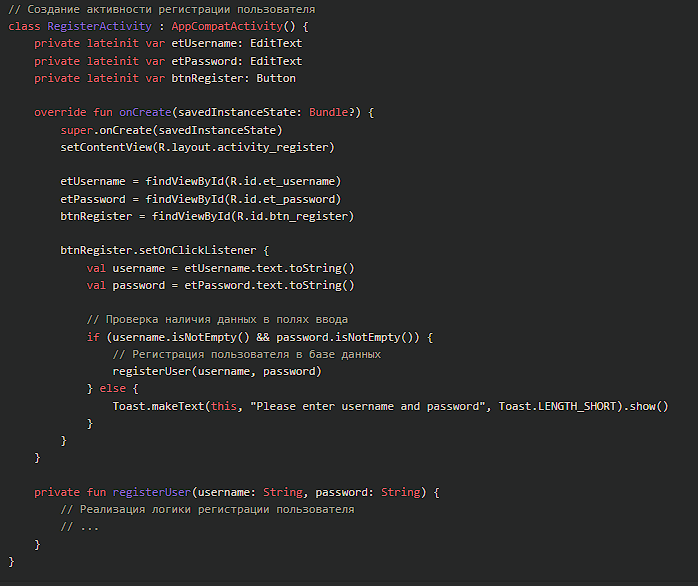 // Создание активности регистрации пользователя
class RegisterActivity : AppCompatActivity() {
    private lateinit var etUsername: EditText
    private lateinit var etPassword: EditText
    private lateinit var btnRegister: Button

    override fun onCreate(savedInstanceState: Bundle?) {
        super.onCreate(savedInstanceState)
        setContentView(R.layout.activity_register)

        etUsername = findViewById(R.id.et_username)
        etPassword = findViewById(R.id.et_password)
        btnRegister = findViewById(R.id.btn_register)

        btnRegister.setOnClickListener {
            val username = etUsername.text.toString()
            val password = etPassword.text.toString()

            // Проверка наличия данных в полях ввода
            if (username.isNotEmpty() && password.isNotEmpty()) {
                // Регистрация пользователя в базе данных
                registerUser(username, password)
            } else {
                Toast.makeText(this, "Please enter username and password", Toast.LENGTH_SHORT).show()
            }
        }
    }

    private fun registerUser(username: String, password: String) {
        // Реализация логики регистрации пользователя
        // ...
    }
}